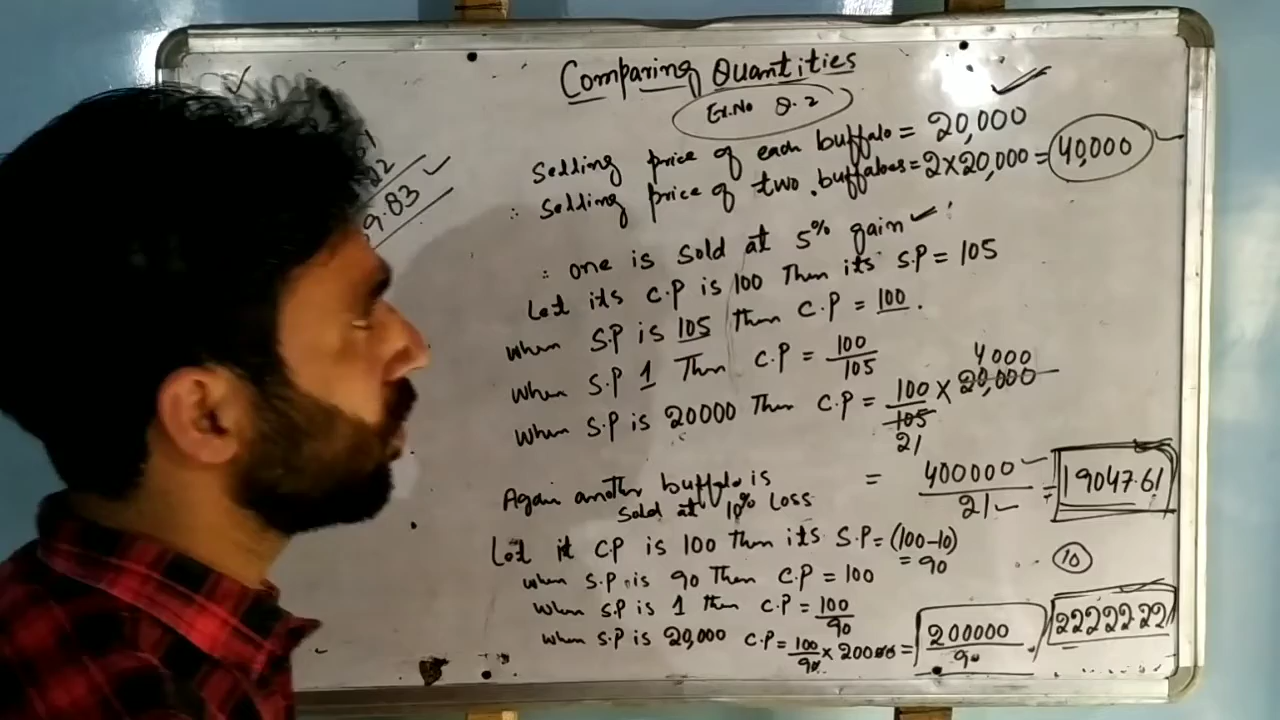 Comparing Quantities
Ex.No Q.2
Selling price of each buffalo = 20,000
∴ Selling price of two buffaloes = 2×20,000 = 40,000
∴ one is sold at 5% gain
Let its C.P is 100 Then its S.P = 105
when S.P is 105 then C.P = 100.
when S.P 1 Then C.P = 100/105
when S.P is 20000 Then C.P = 100/105 × 20,000
4000
21
= 400000/21 = 19047.61
Again another buffalo is
sold at 10% Loss
Let it C.P is 100 then its S.P = (100-10)
= 90
10
when S.P. is 90 Then C.P = 100
when S.P is 1 then C.P = 100/90
when S.P is 20,000 C.P = 100/90 × 20000 = 200000/90
2222222
9.83